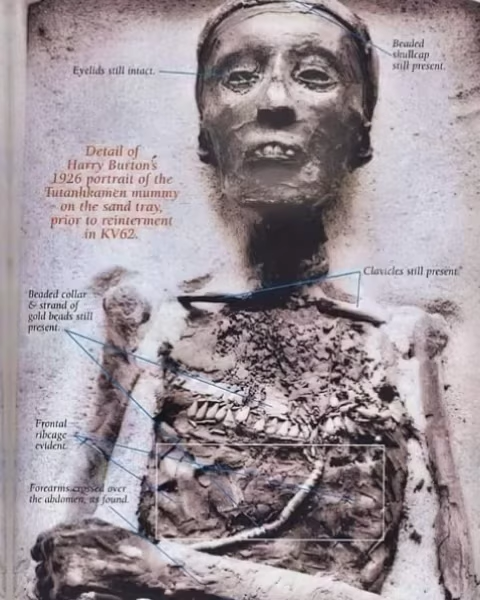 Beaded
skullcap
still present.
Eyelids still intact.
Detail of
Harry Burton's
1926 portrait of the
Tutanhkamen mummy
on the sand tray,
prior to reinterment
in KV62.
Clavicles still present.
Beaded collar
& strand of
gold beads still
present.
Frontal
ribcage
evident.
Forearms crossed over
the abdomen, as found.